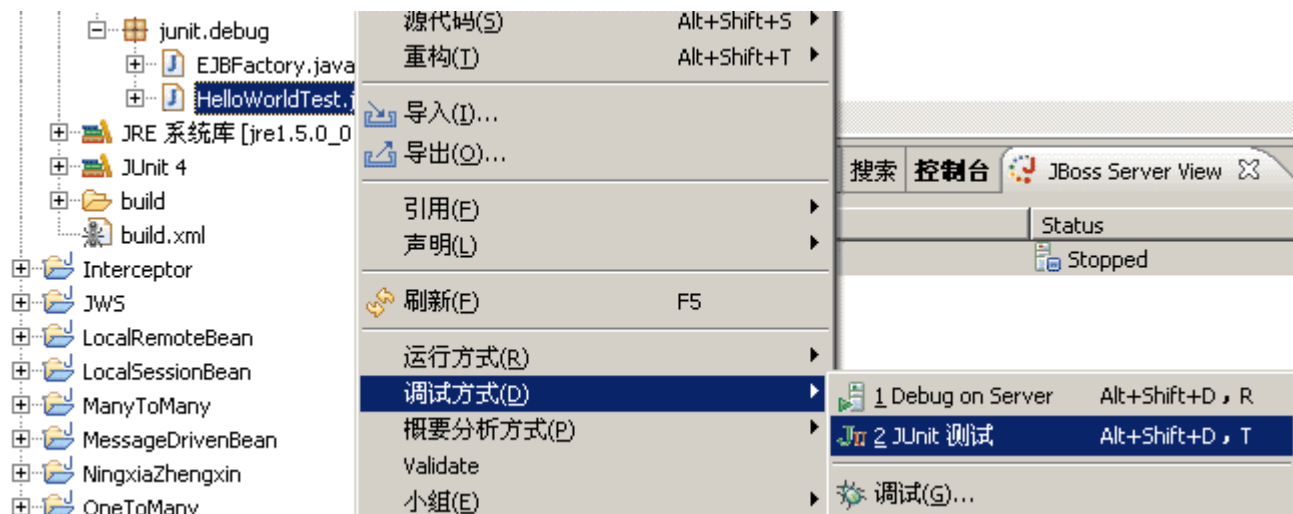 junit.debug
EJBFactory.java
HelloWorldTest.j
JRE 系统库 [jre1.5.0_0
JUnit 4
build
build.xml
Interceptor
JWS
LocalRemoteBean
LocalSessionBean
ManyToMany
MessageDrivenBean
NingxiaZhengxin
OneToMany
源代码(S) Alt+Shift+S
重构(T) Alt+Shift+T
导入(I)...
导出(O)...
引用(F)
声明(L)
刷新(F) F5
运行方式(R)
调试方式(D)
概要分析方式(P)
Validate
小组(E)
搜索 控制台 JBoss Server View
Status
Stopped
1 Debug on Server Alt+Shift+D , R
2 JUnit 测试 Alt+Shift+D , T
调试(G)...